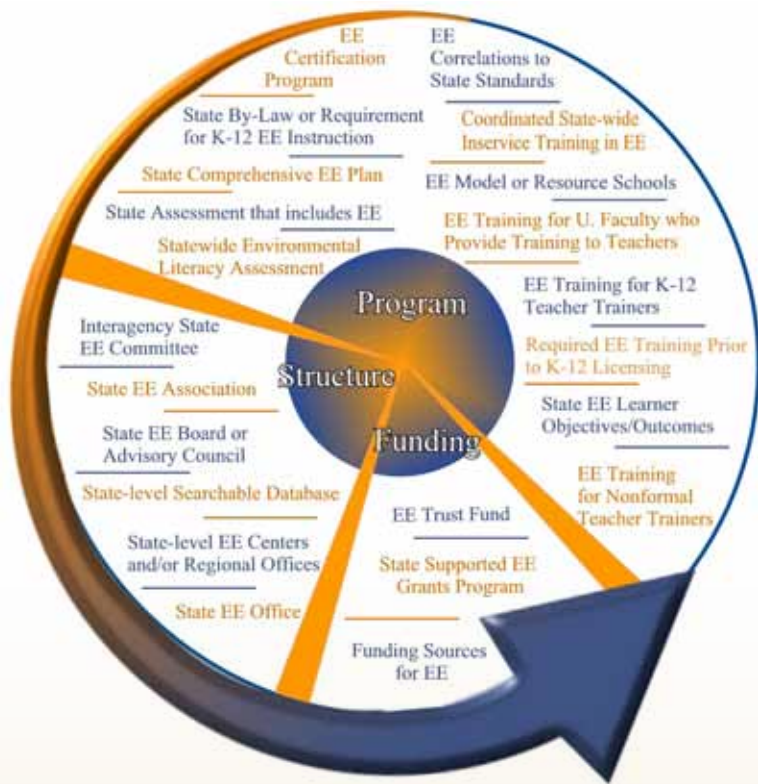 EE
Certification
Program
State By-Law or Requirement
for K-12 EE Instruction
State Comprehensive EE Plan
State Assessment that includes EE
Statewide Environmental
Literacy Assessment
EE
Correlations to
State Standards
Coordinated State-wide
Inservice Training in EE
EE Model or Resource Schools
EE Training for U. Faculty who
Provide Training to Teachers
EE Training for K-12
Teacher Trainers
Required EE Training Prior
to K-12 Licensing
State EE Learner
Objectives/Outcomes
EE Training
for Nonformal
Teacher Trainers
Program
Structure
Funding
Interagency State
EE Committee
State EE Association
State EE Board or
Advisory Council
State-level Searchable Database
State-level EE Centers
and/or Regional Offices
State EE Office
EE Trust Fund
State Supported EE
Grants Program
Funding Sources
for EE